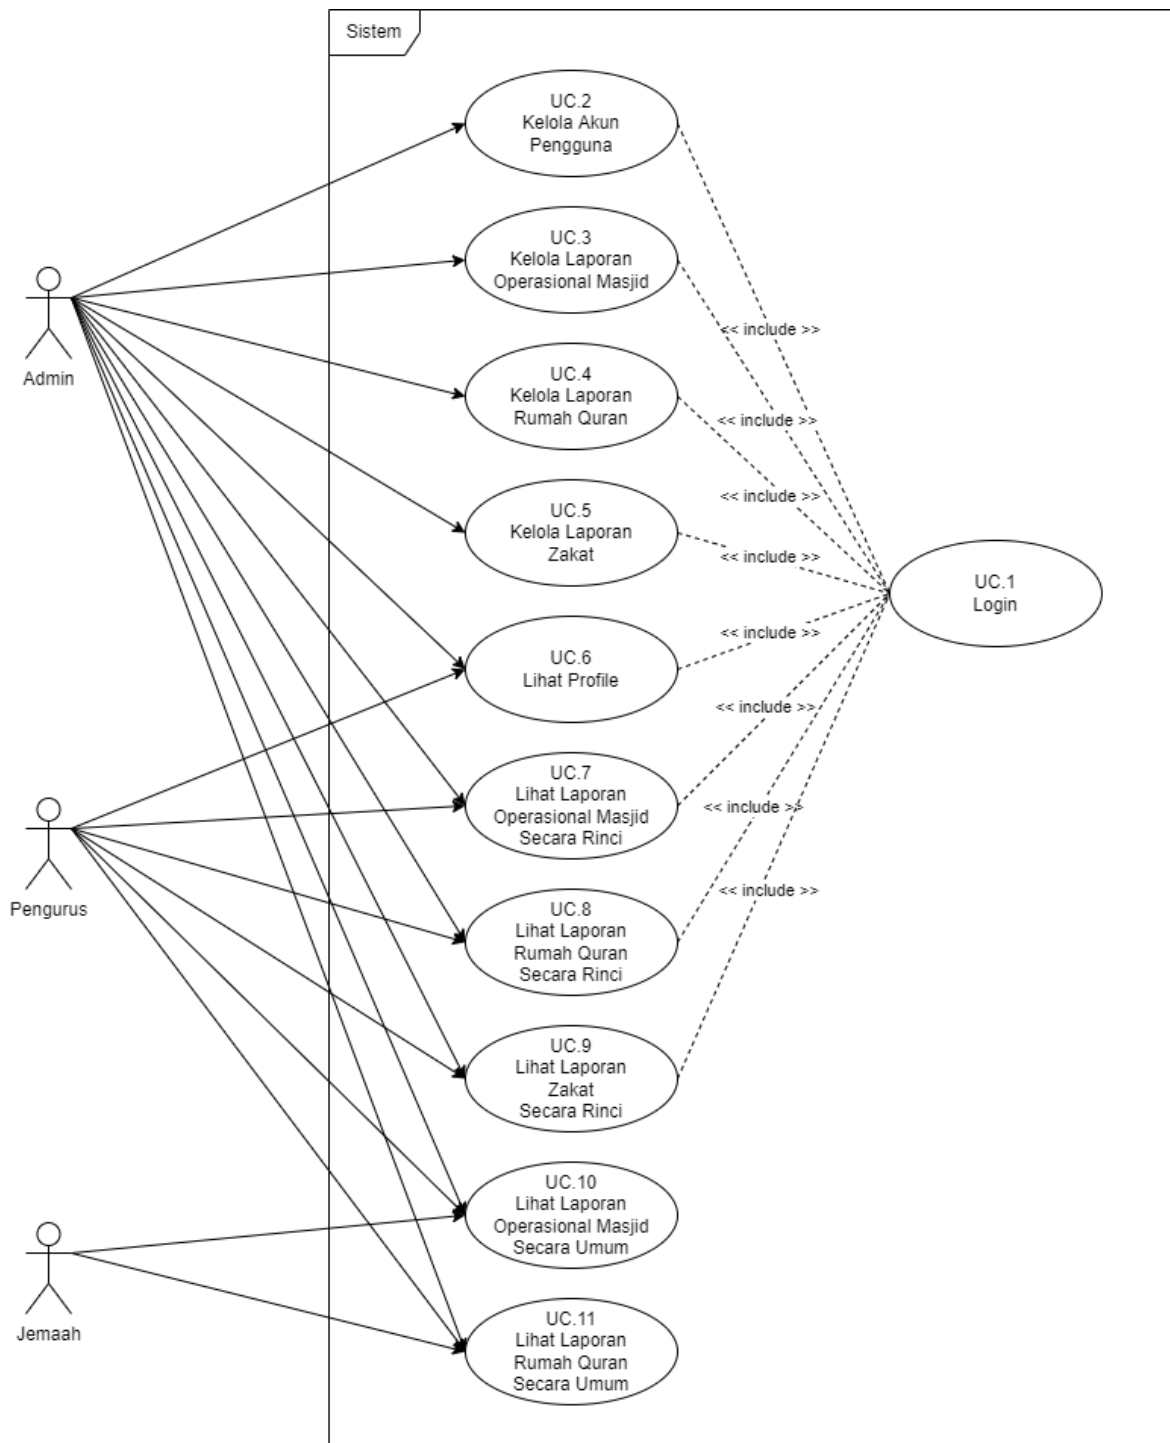 Sistem
UC.2
Kelola Akun
Pengguna
UC.3
Kelola Laporan
Operasional Masjid
<< include >>
Admin
UC.4
Kelola Laporan
Rumah Quran
<< include >>
<< include >>
UC.5
Kelola Laporan
Zakat
<< include >>
UC.1
Login
<< include >>
UC.6
Lihat Profile
<< include >>
UC.7
Lihat Laporan
Operasional Masjid
Secara Rinci
<< include >>
Pengurus
<< include >>
UC.8
Lihat Laporan
Rumah Quran
Secara Rinci
UC.9
Lihat Laporan
Zakat
Secara Rinci
UC.10
Lihat Laporan
Operasional Masjid
Secara Umum
Jemaah
UC.11
Lihat Laporan
Rumah Quran
Secara Umum